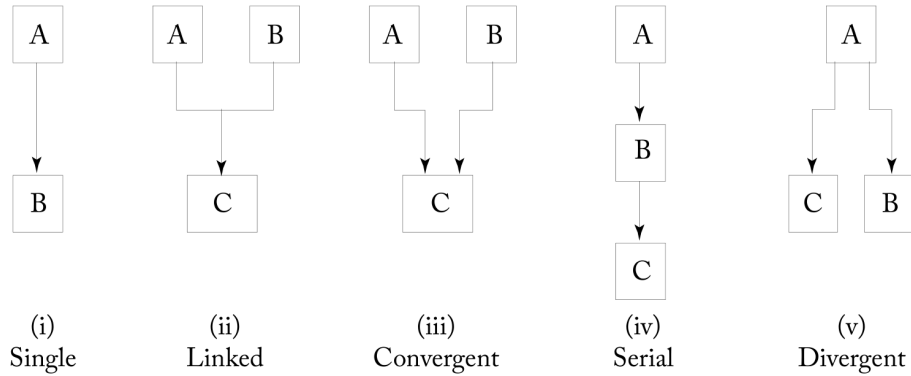 A
B
(i)
Single
A B
C
(ii)
Linked
A B
C
(iii)
Convergent
A
B
C
(iv)
Serial
A
C B
(v)
Divergent